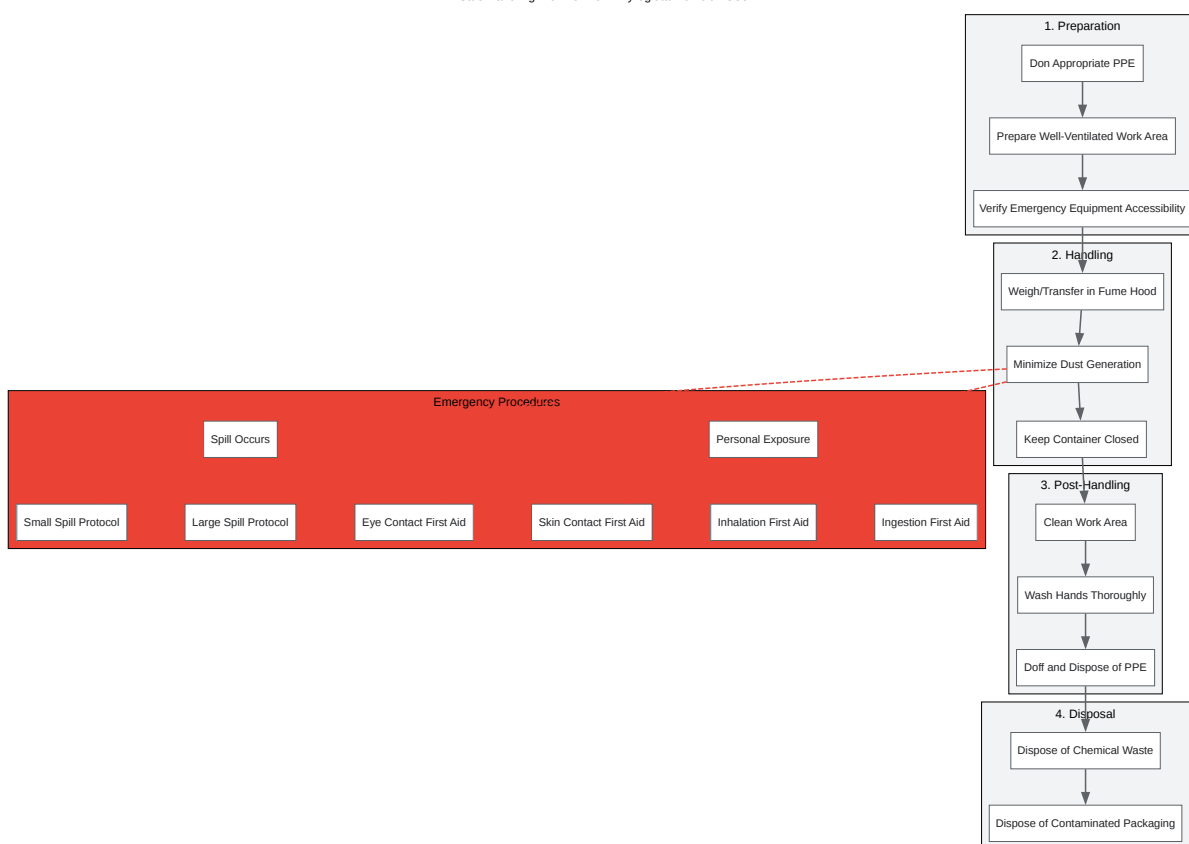 1. Preparation
Don Appropriate PPE
Prepare Well-Ventilated Work Area
Verify Emergency Equipment Accessibility
2. Handling
Weigh/Transfer in Fume Hood
Minimize Dust Generation
Keep Container Closed
Emergency Procedures
Spill Occurs
Personal Exposure
Small Spill Protocol
Large Spill Protocol
Eye Contact First Aid
Skin Contact First Aid
Inhalation First Aid
Ingestion First Aid
3. Post-Handling
Clean Work Area
Wash Hands Thoroughly
Doff and Dispose of PPE
4. Disposal
Dispose of Chemical Waste
Dispose of Contaminated Packaging